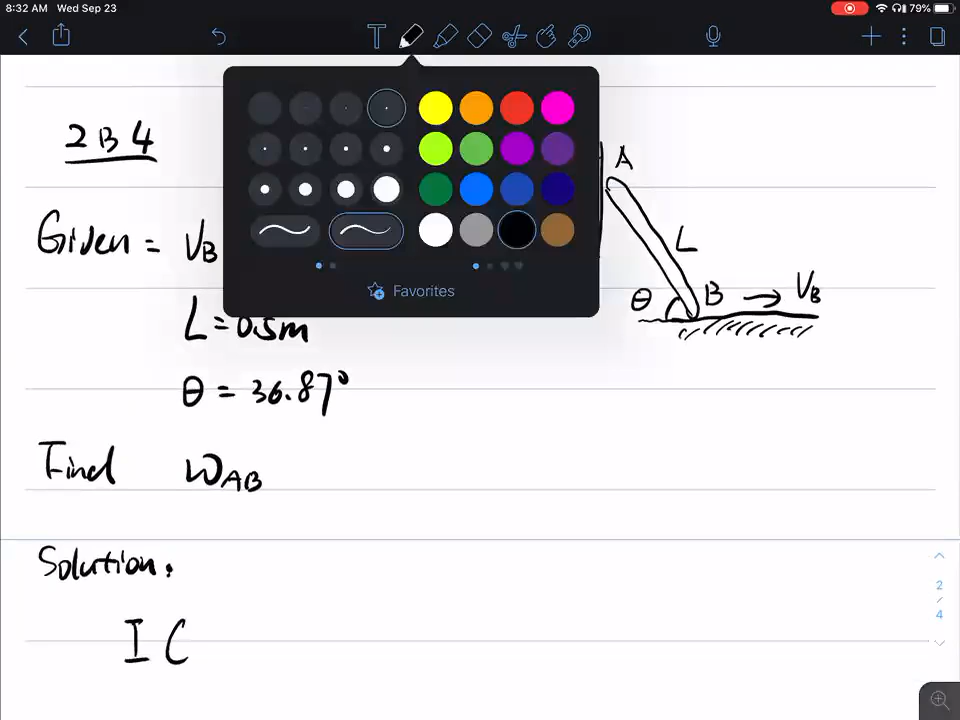 8:32 AM Wed Sep 23
79%
T
2B4
A
Given = VB
L
θ B → VB
Favorites
L = 0.5m
θ = 36.87°
Find ωAB
Solution.
2
/
4
IC